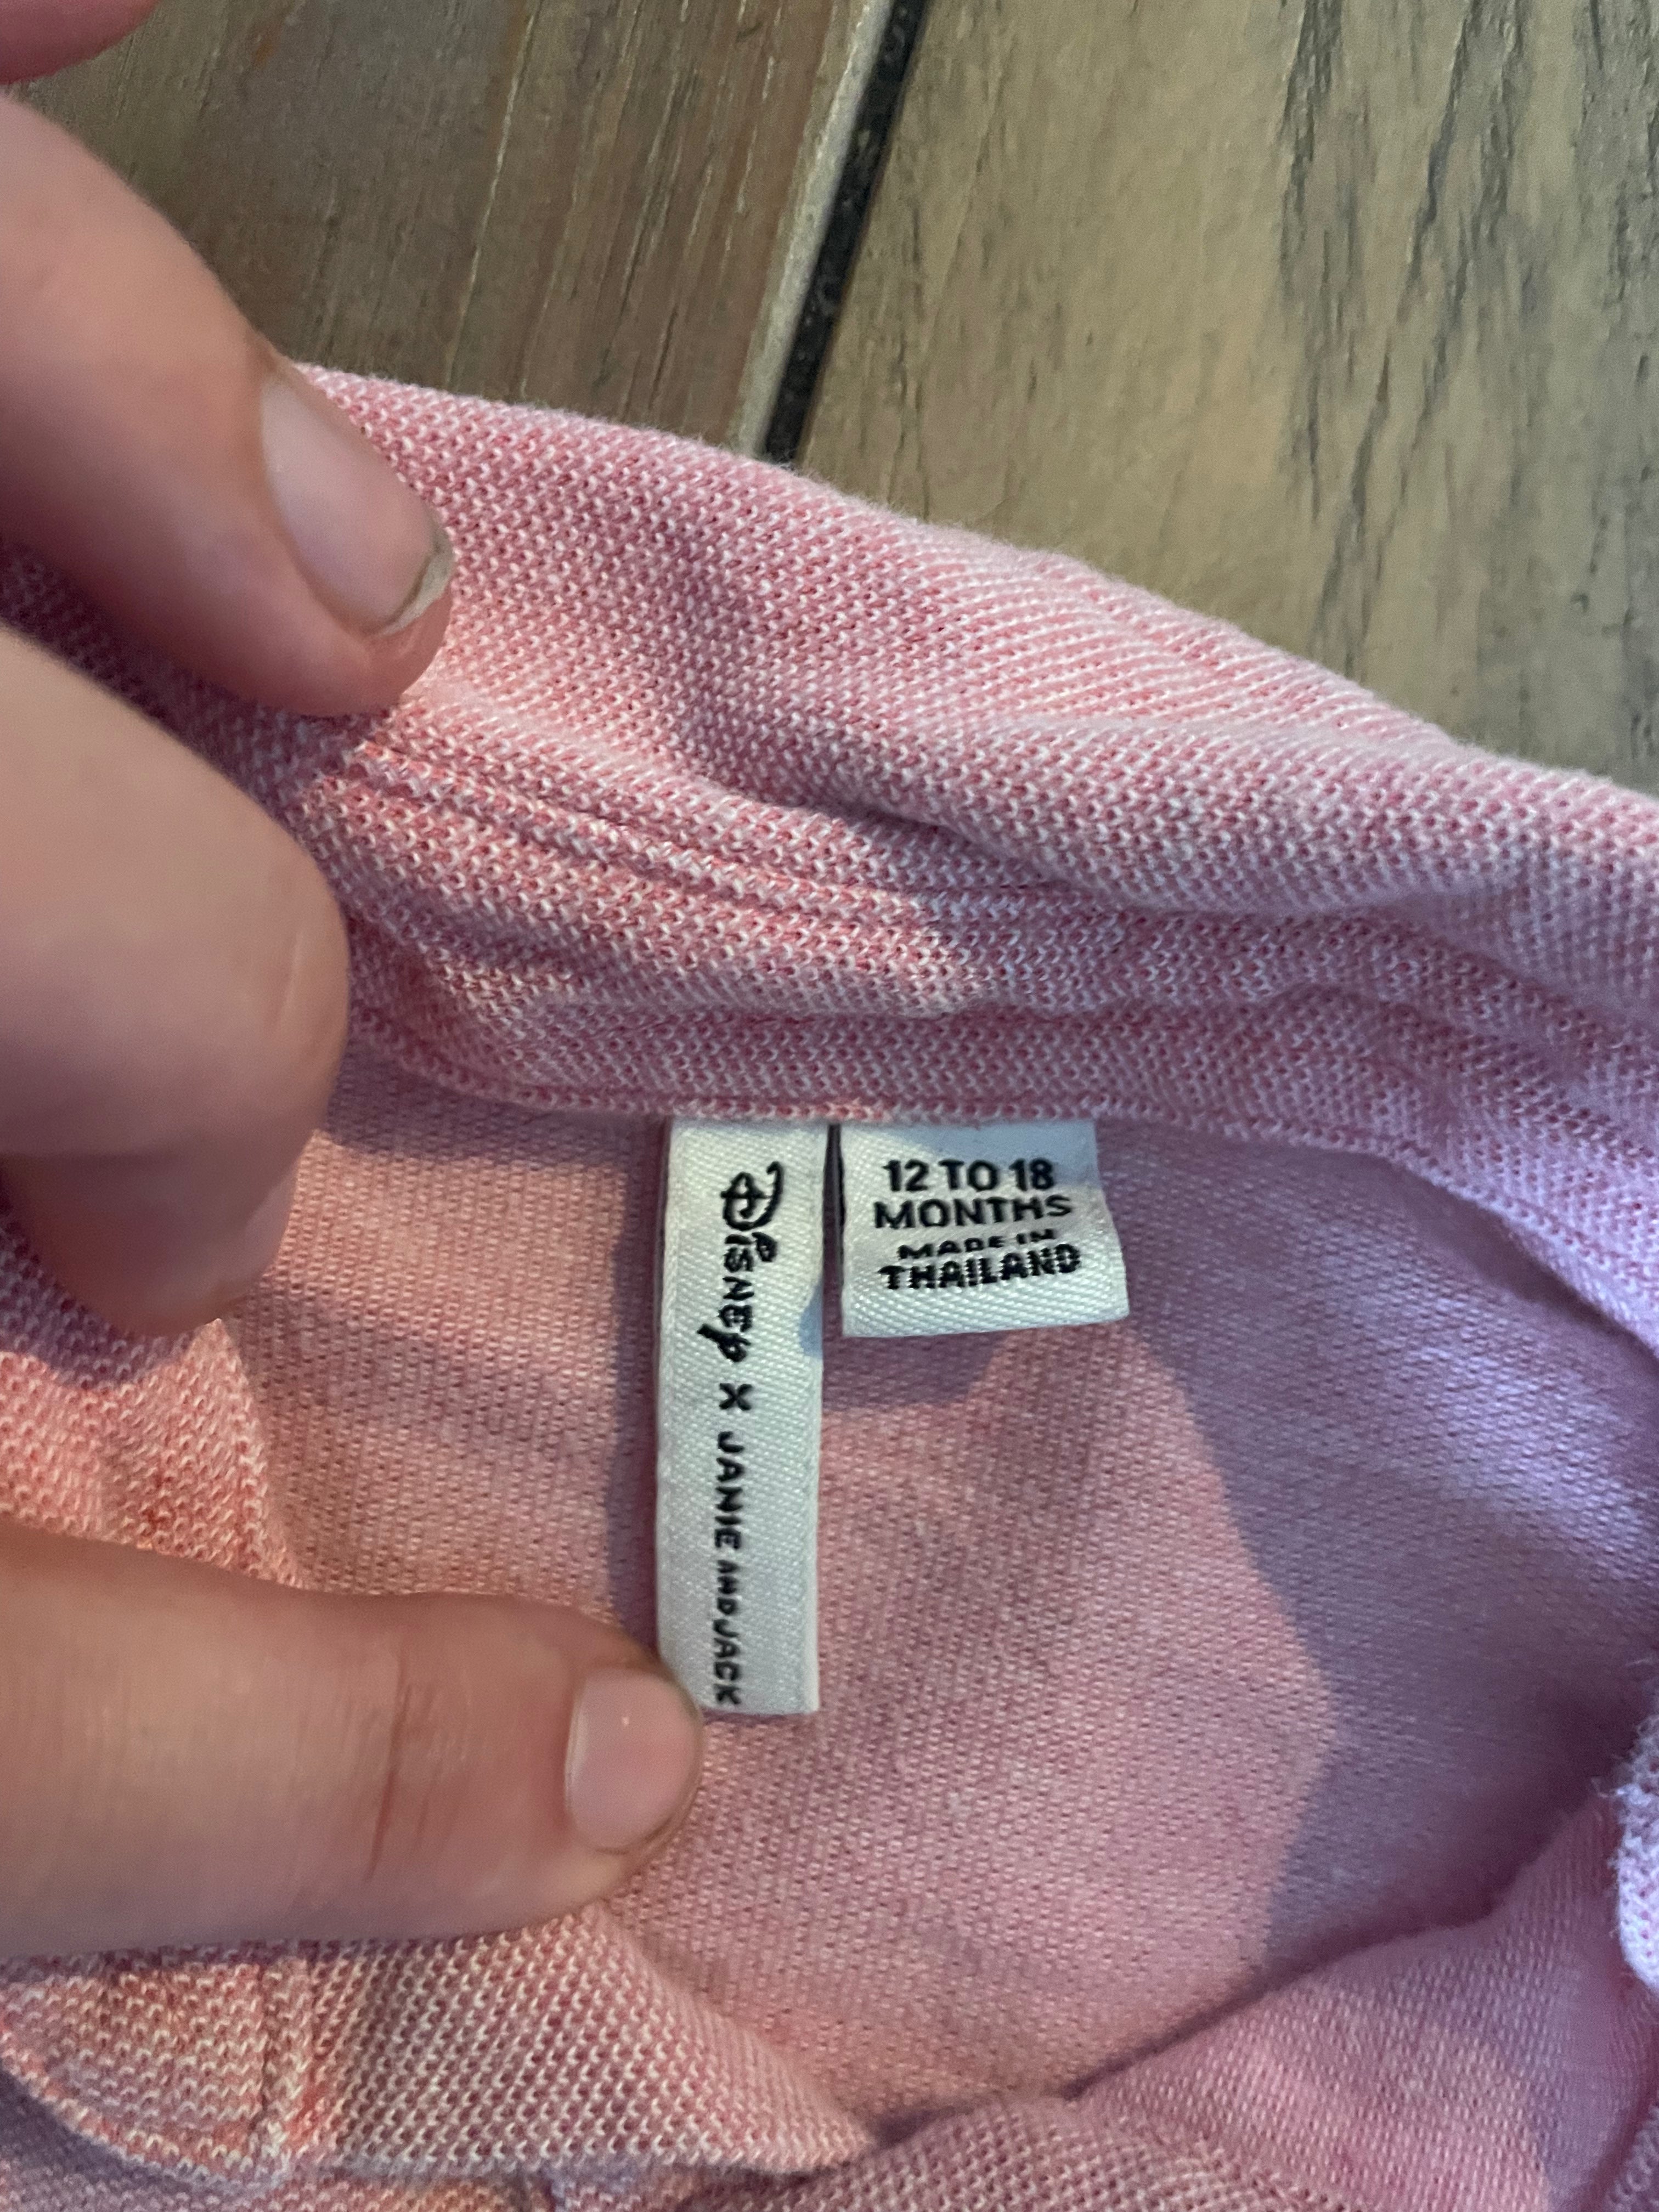 Disney X JANIE AND JACK
12 TO 18
MONTHS
MADE IN
THAILAND